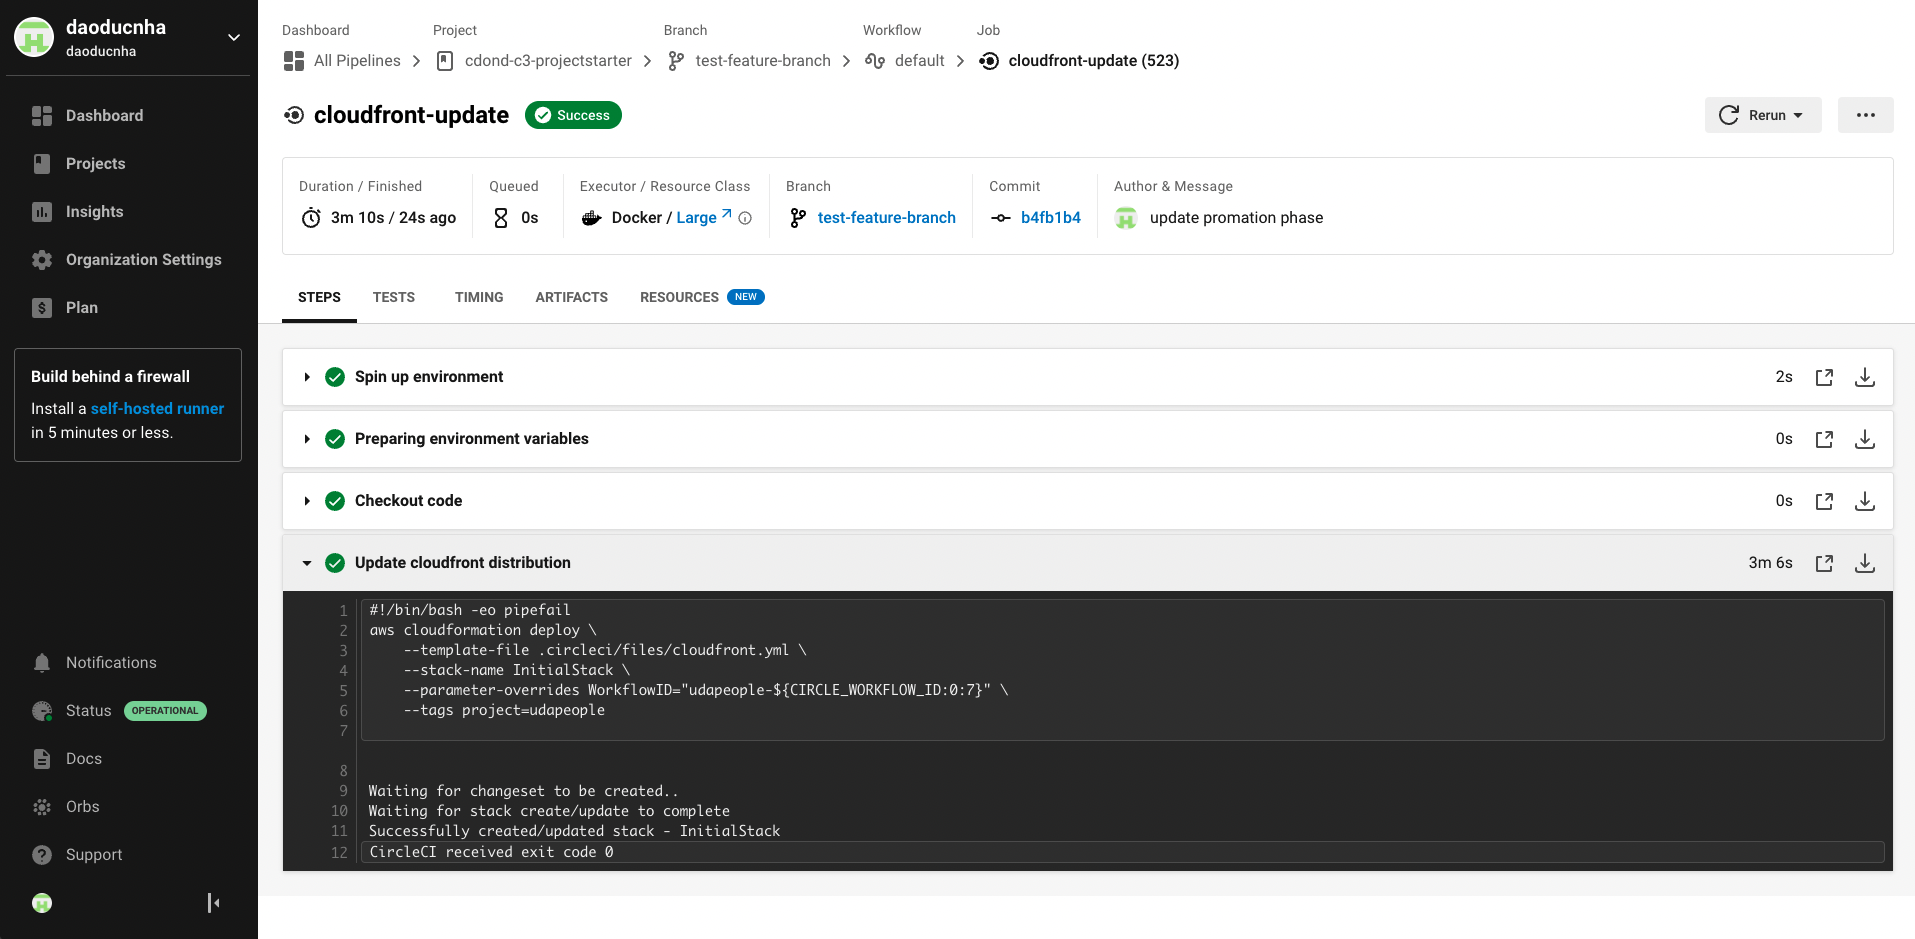 daoducnha
daoducnha
Dashboard
Projects
Insights
Organization Settings
Plan
Build behind a firewall
Install a self-hosted runner
in 5 minutes or less.
Notifications
Status OPERATIONAL
Docs
Orbs
Support
Dashboard Project Branch Workflow Job
All Pipelines cdond-c3-projectstarter test-feature-branch default cloudfront-update (523)
cloudfront-update Success Rerun
Duration / Finished Queued Executor / Resource Class Branch Commit Author & Message
3m 10s / 24s ago 0s Docker / Large test-feature-branch b4fb1b4 update promation phase
STEPS TESTS TIMING ARTIFACTS RESOURCES NEW
Spin up environment 2s
Preparing environment variables 0s
Checkout code 0s
Update cloudfront distribution 3m 6s
1 #!/bin/bash -eo pipefail
2 aws cloudformation deploy \
3 --template-file .circleci/files/cloudfront.yml \
4 --stack-name InitialStack \
5 --parameter-overrides WorkflowID="udapeople-${CIRCLE_WORKFLOW_ID:0:7}" \
6 --tags project=udapeople
7
8
9 Waiting for changeset to be created..
10 Waiting for stack create/update to complete
11 Successfully created/updated stack - InitialStack
12 CircleCI received exit code 0